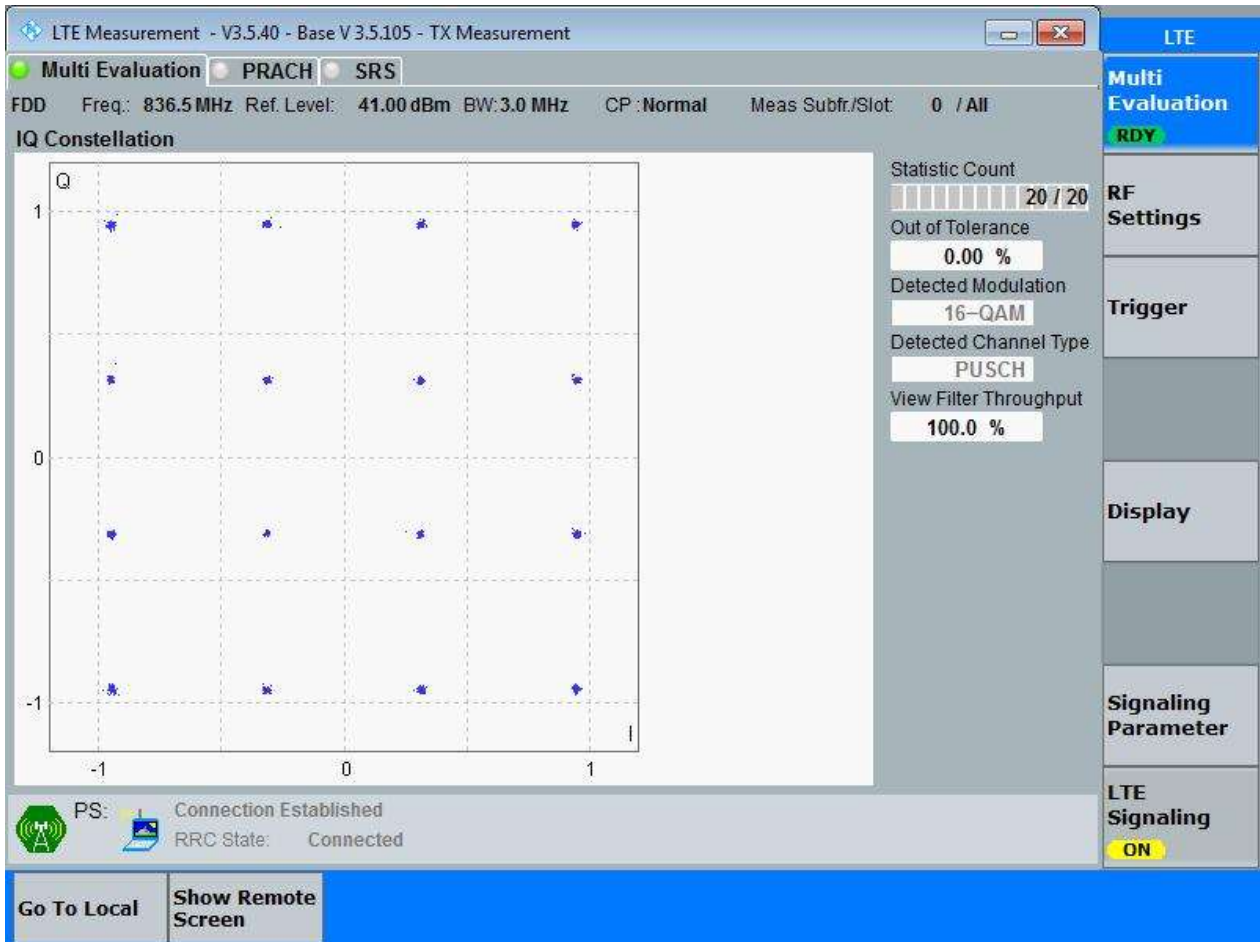 LTE Measurement - V3.5.40 - Base V 3.5.105 - TX Measurement
LTE
Multi Evaluation PRACH SRS
Multi
Evaluation
RDY
FDD Freq.: 836.5 MHz Ref. Level: 41.00 dBm BW: 3.0 MHz CP : Normal Meas Subfr./Slot: 0 / All
IQ Constellation
Q
1
0
-1
I
-1 0 1
Statistic Count
20 / 20
Out of Tolerance
0.00 %
Detected Modulation
16-QAM
Detected Channel Type
PUSCH
View Filter Throughput
100.0 %
RF
Settings
Trigger
Display
Signaling
Parameter
LTE
Signaling
ON
PS: Connection Established
RRC State: Connected
Go To Local
Show Remote
Screen